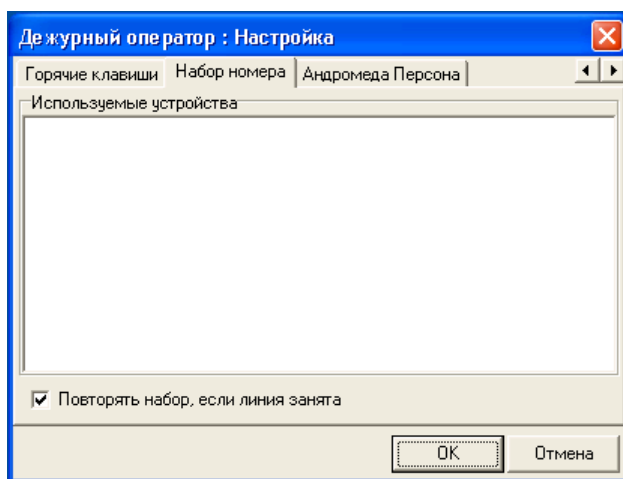 Дежурный оператор : Настройка
Горячие клавиши Набор номера Андромеда Персона
Используемые устройства
Повторять набор, если линия занята
OK Отмена